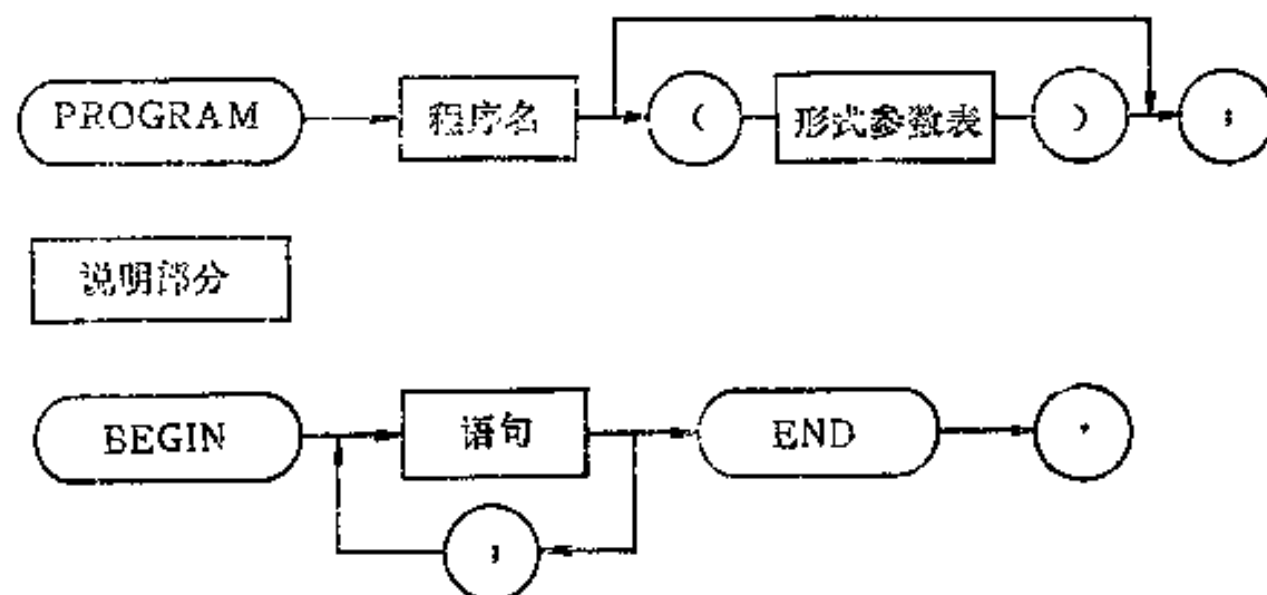 PROGRAM 程序名 ( 形式参数表 ) ;
说明部分
BEGIN 语句 END .
;